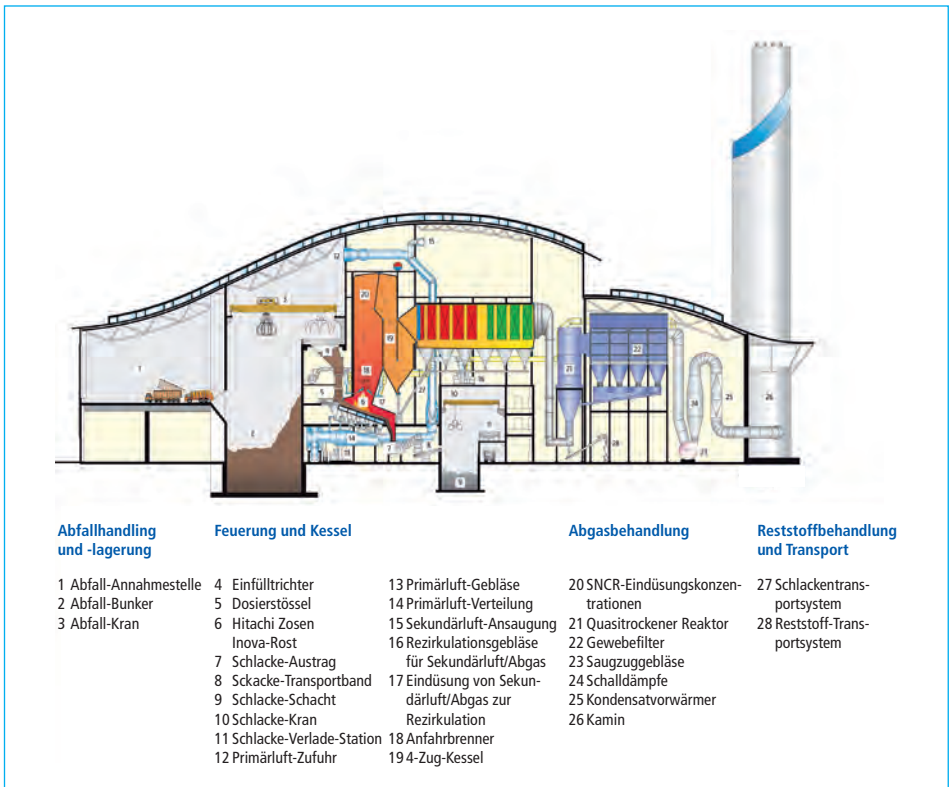 Abfallhandling
und -lagerung
1 Abfall-Annahmestelle
2 Abfall-Bunker
3 Abfall-Kran
Feuerung und Kessel
4 Einfülltrichter
5 Dosierstössel
6 Hitachi Zosen
Inova-Rost
7 Schlacke-Austrag
8 Sckacke-Transportband
9 Schlacke-Schacht
10 Schlacke-Kran
11 Schlacke-Verlade-Station
12 Primärluft-Zufuhr
13 Primärluft-Gebläse
14 Primärluft-Verteilung
15 Sekundärluft-Ansaugung
16 Rezirkulationsgebläse
für Sekundärluft/Abgas
17 Eindüsung von Sekun-
därluft/Abgas zur
Rezirkulation
18 Anfahrbrenner
19 4-Zug-Kessel
Abgasbehandlung
20 SNCR-Eindüsungskonzen-
trationen
21 Quasitrockener Reaktor
22 Gewebefilter
23 Saugzuggebläse
24 Schalldämpfe
25 Kondensatvorwärmer
26 Kamin
Reststoffbehandlung
und Transport
27 Schlackentrans-
portsystem
28 Reststoff-Trans-
portsystem